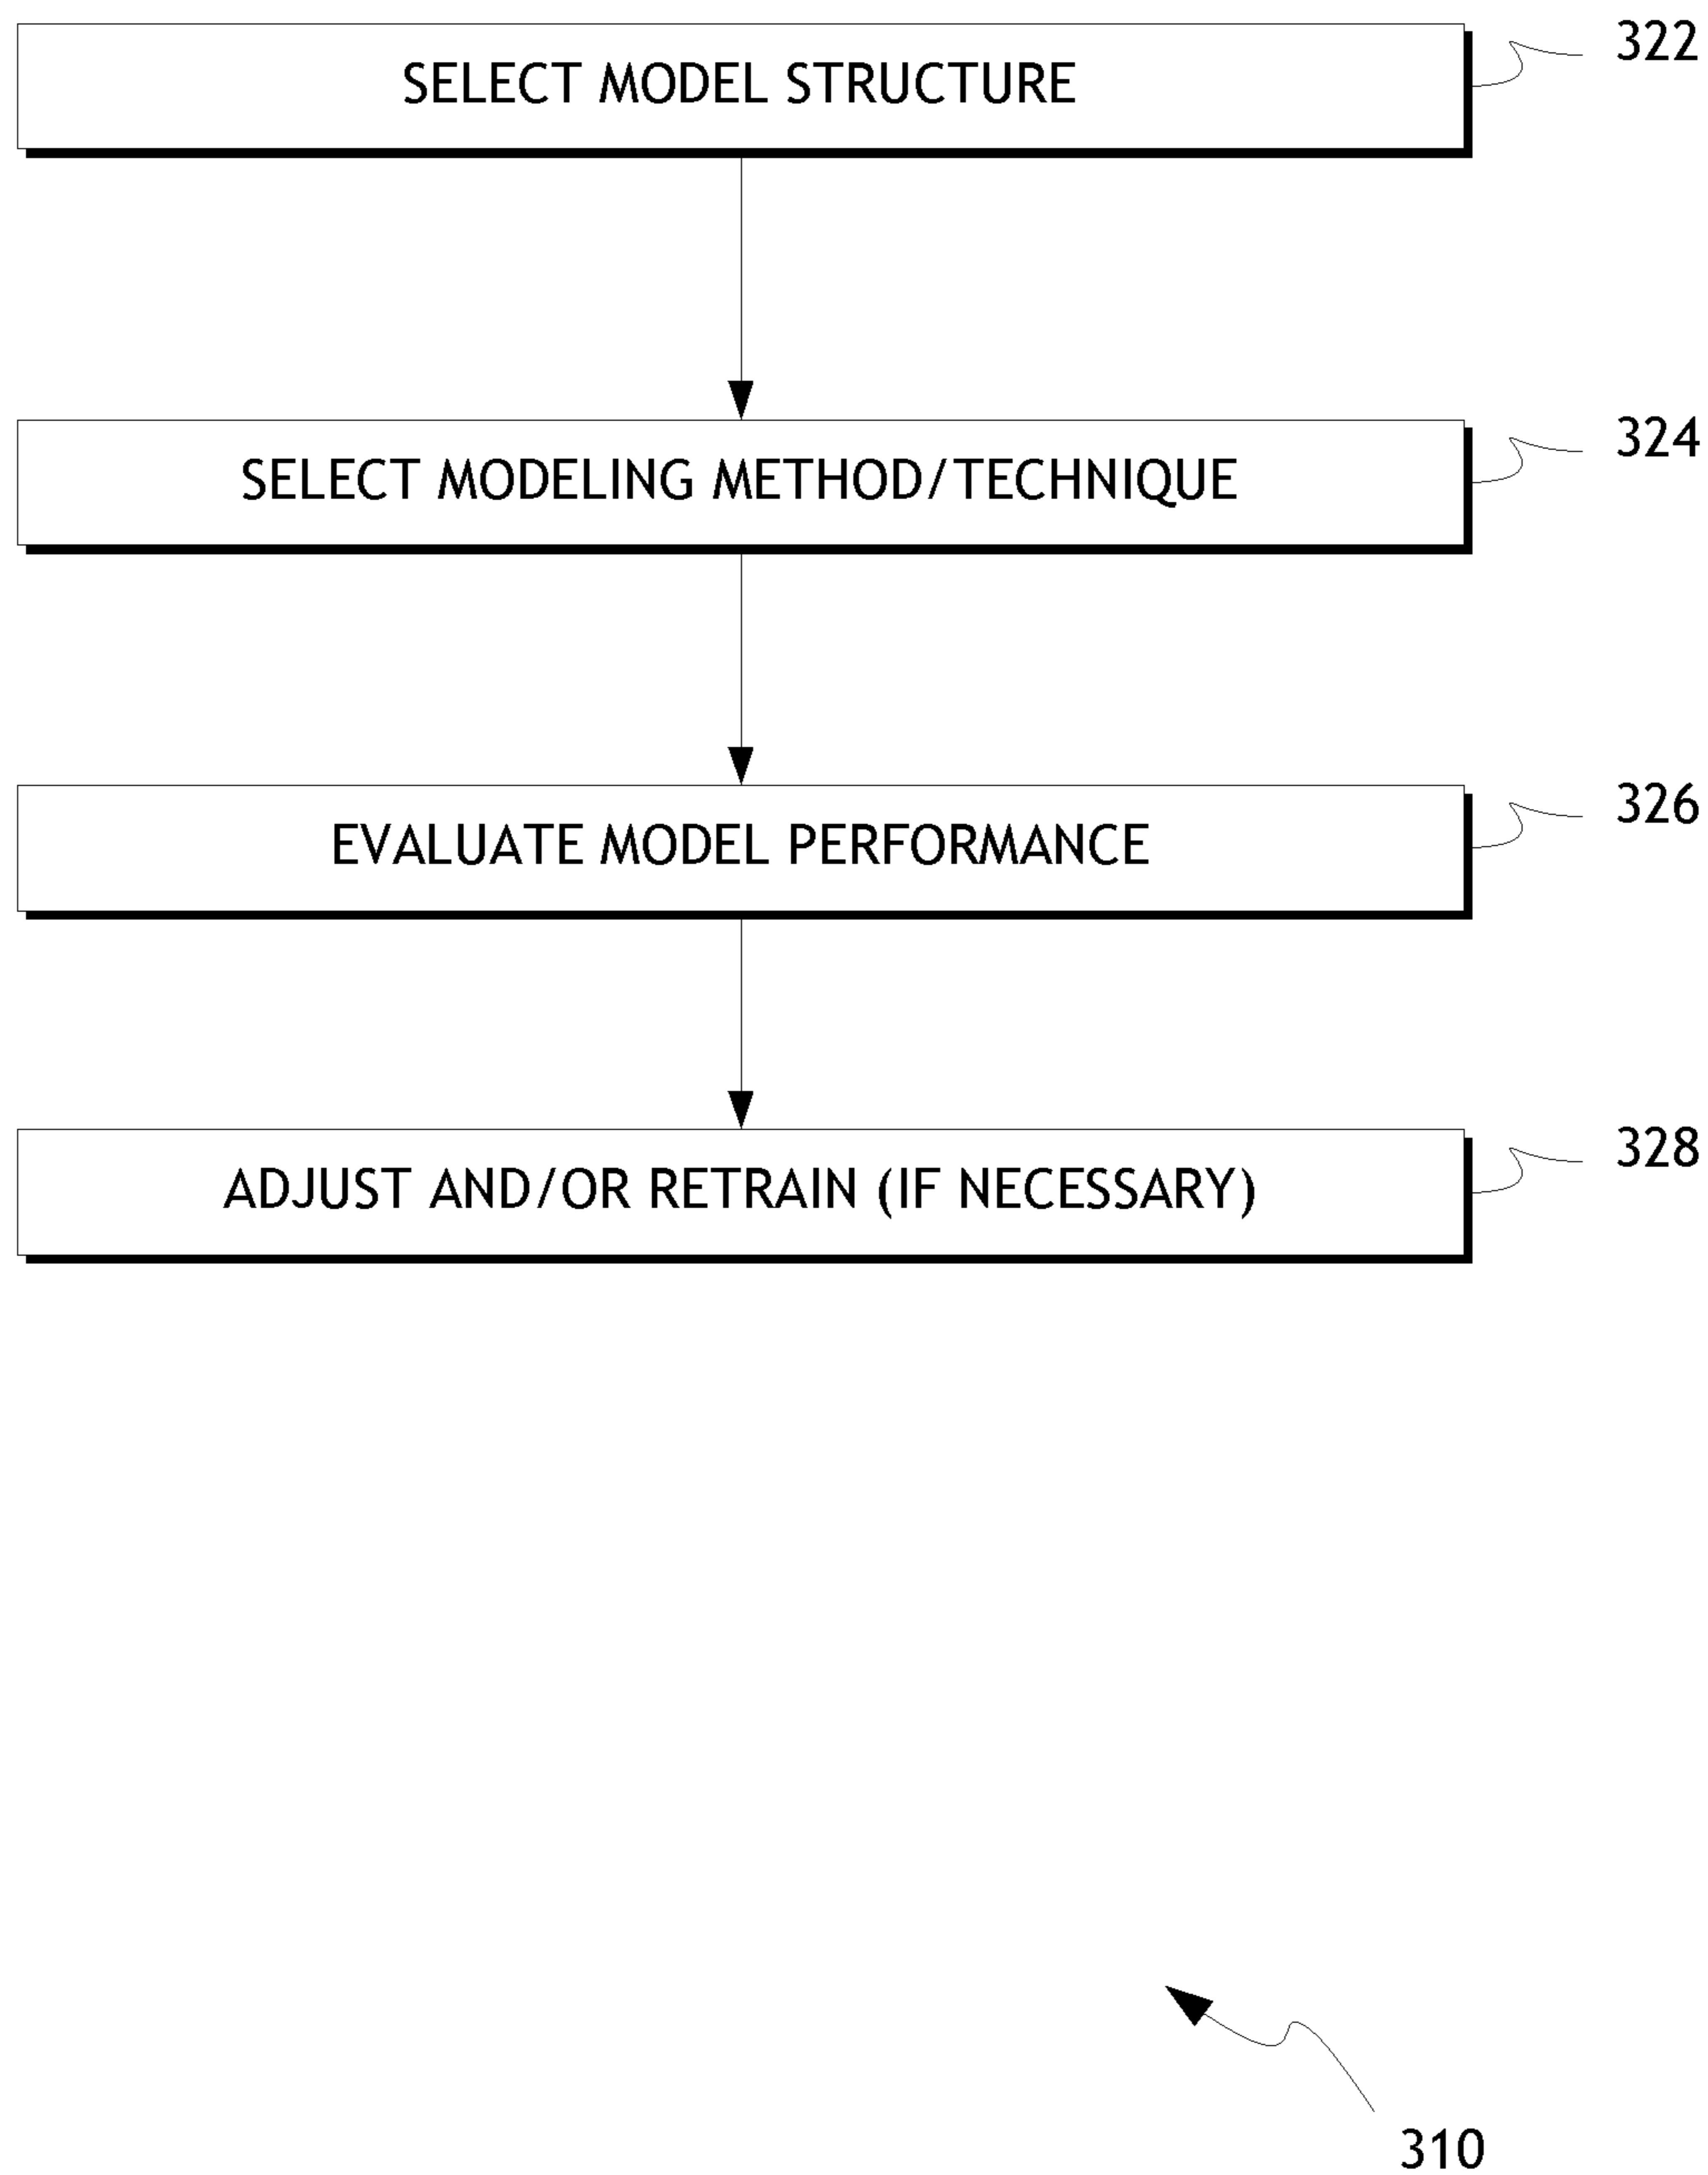 SELECT MODEL STRUCTURE
322
SELECT MODELING METHOD/TECHNIQUE
324
EVALUATE MODEL PERFORMANCE
326
ADJUST AND/OR RETRAIN (IF NECESSARY)
328
310